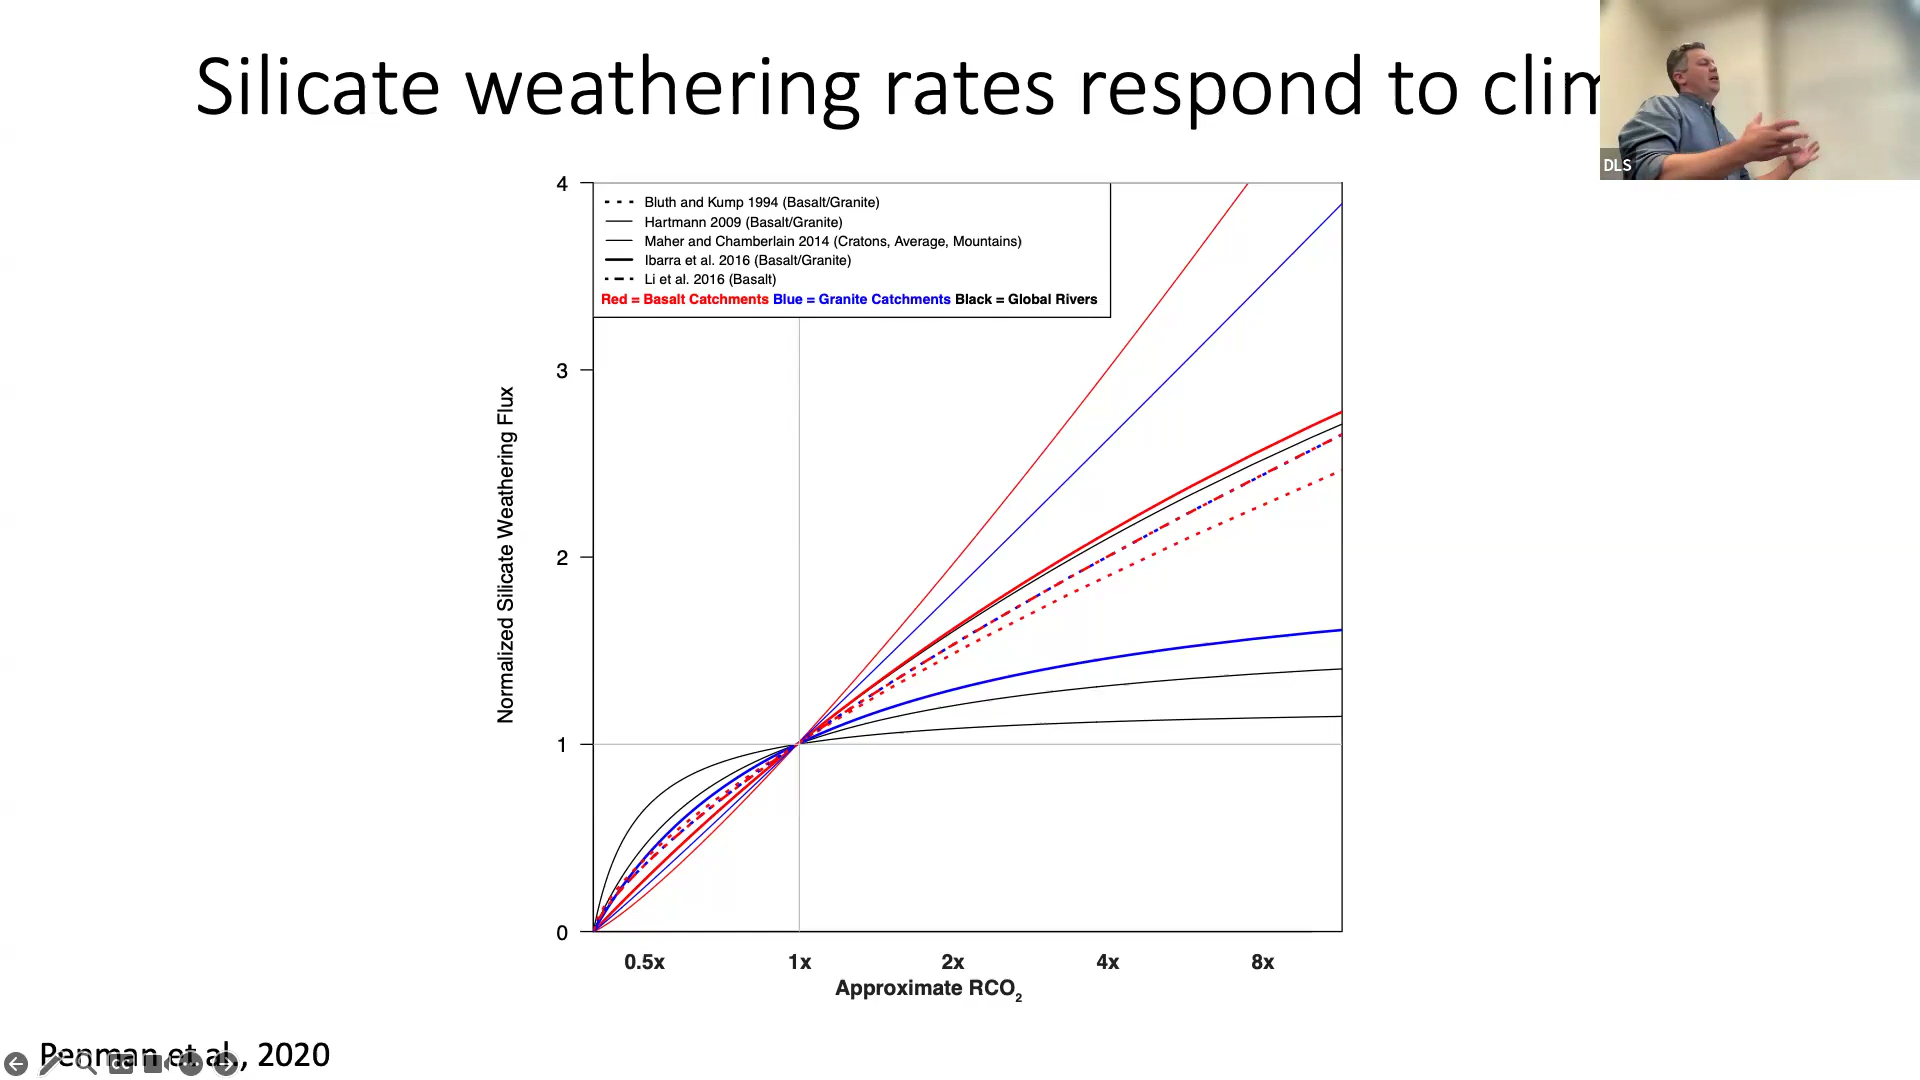 Silicate weathering rates respond to clim
DLS
4
3
2
1
0
Normalized Silicate Weathering Flux
Bluth and Kump 1994 (Basalt/Granite)
Hartmann 2009 (Basalt/Granite)
Maher and Chamberlain 2014 (Cratons, Average, Mountains)
Ibarra et al. 2016 (Basalt/Granite)
Li et al. 2016 (Basalt)
Red = Basalt Catchments Blue = Granite Catchments Black = Global Rivers
0.5x 1x 2x 4x 8x
Approximate RCO₂
Penman et al., 2020
CC